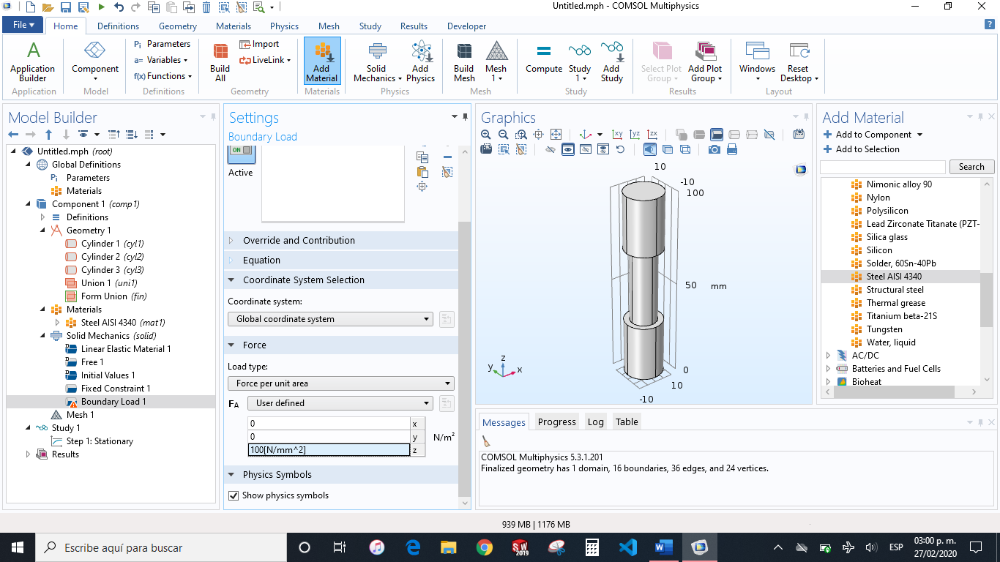 Untitled.mph - COMSOL Multiphysics
File Home Definitions Geometry Materials Physics Mesh Study Results Developer
Application Builder
Component
Pi Parameters
a= Variables
f(x) Functions
Build All
Import
LiveLink
Add Material
Solid Mechanics
Add Physics
Build Mesh
Mesh 1
Compute
Study 1
Add Study
Select Plot Group
Add Plot Group
Windows
Reset Desktop
Application Model Definitions Geometry Materials Physics Mesh Study Results Layout
Model Builder
Untitled.mph (root)
Global Definitions
Pi Parameters
Materials
Component 1 (comp1)
Definitions
Geometry 1
Cylinder 1 (cyl1)
Cylinder 2 (cyl2)
Cylinder 3 (cyl3)
Union 1 (uni1)
Form Union (fin)
Materials
Steel AISI 4340 (mat1)
Solid Mechanics (solid)
Linear Elastic Material 1
Free 1
Initial Values 1
Fixed Constraint 1
Boundary Load 1
Mesh 1
Study 1
Step 1: Stationary
Results
Settings
Boundary Load
ON
Active
Override and Contribution
Equation
Coordinate System Selection
Coordinate system:
Global coordinate system
Force
Load type:
Force per unit area
FA User defined
0 x
0 y N/m²
100[N/mm^2] z
Physics Symbols
Show physics symbols
Graphics
xy yz zx
10
-10
100
50 mm
0
10
-10
z
y x
Messages Progress Log Table
COMSOL Multiphysics 5.3.1.201
Finalized geometry has 1 domain, 16 boundaries, 36 edges, and 24 vertices.
Add Material
Add to Component
Add to Selection
Search
Nimonic alloy 90
Nylon
Polysilicon
Lead Zirconate Titanate (PZT-
Silica glass
Silicon
Solder, 60Sn-40Pb
Steel AISI 4340
Structural steel
Thermal grease
Titanium beta-21S
Tungsten
Water, liquid
AC/DC
Batteries and Fuel Cells
Bioheat
939 MB | 1176 MB
Escribe aquí para buscar
SW 2019
ESP
03:00 p. m.
27/02/2020